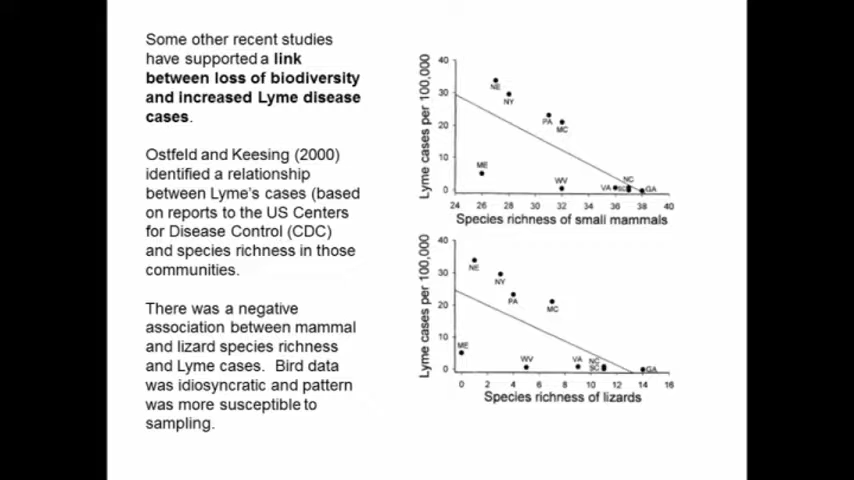 Some other recent studies
have supported a link
between loss of biodiversity
and increased Lyme disease
cases.
Ostfeld and Keesing (2000)
identified a relationship
between Lyme's cases (based
on reports to the US Centers
for Disease Control (CDC)
and species richness in those
communities.
There was a negative
association between mammal
and lizard species richness
and Lyme cases. Bird data
was idiosyncratic and pattern
was more susceptible to
sampling.
Lyme cases per 100,000
40
30
20
10
0
NE
NY
PA
MC
ME
WV
VA
NC
SC
GA
24 26 28 30 32 34 36 38 40
Species richness of small mammals
Lyme cases per 100,000
40
30
20
10
0
NE
NY
PA
MC
ME
WV
VA
NC
SC
GA
0 2 4 6 8 10 12 14 16
Species richness of lizards